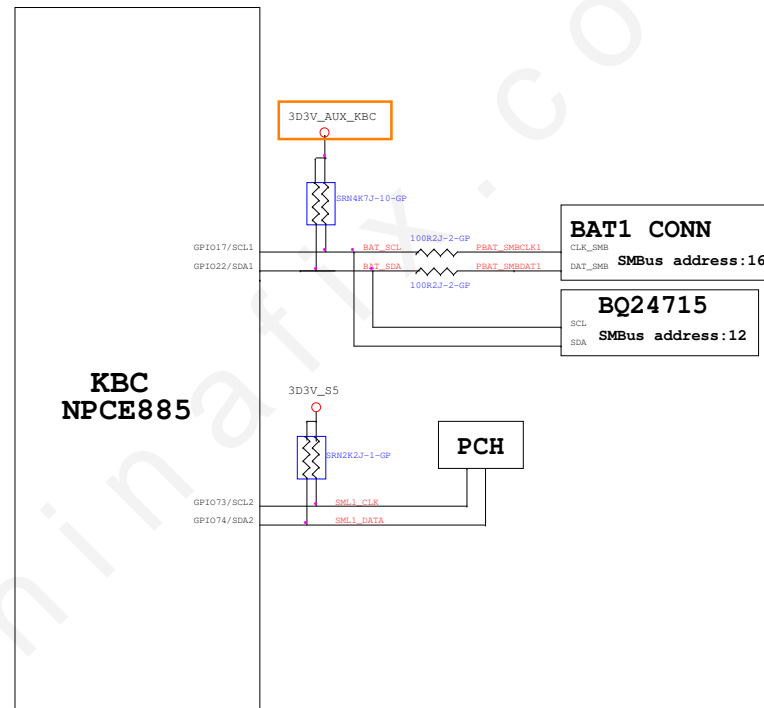 3D3V_AUX_KBC
SRN4K7J-10-GP
GPIO17/SCL1
BAT_SCL
100R2J-2-GP
PBAT_SMBCLK1
GPIO22/SDA1
BAT_SDA
100R2J-2-GP
PBAT_SMBDAT1
BAT1 CONN
CLK_SMB
DAT_SMB
SMBus address:16
BQ24715
SCL
SDA
SMBus address:12
KBC
NPCE885
3D3V_S5
SRN2K2J-1-GP
PCH
GPIO73/SCL2
SML1_CLK
GPIO74/SDA2
SML1_DATA
ninafix.co